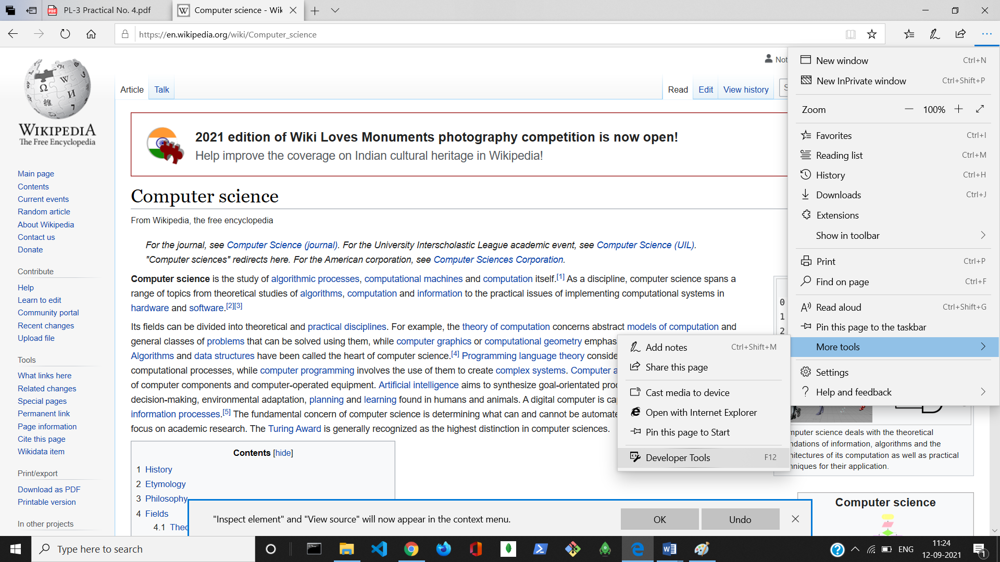 PL-3 Practical No. 4.pdf
Computer science - Wik
https://en.wikipedia.org/wiki/Computer_science
WIKIPEDIA
The Free Encyclopedia
Main page
Contents
Current events
Random article
About Wikipedia
Contact us
Donate
Contribute
Help
Learn to edit
Community portal
Recent changes
Upload file
Tools
What links here
Related changes
Special pages
Permanent link
Page information
Cite this page
Wikidata item
Print/export
Download as PDF
Printable version
In other projects
Not
Article Talk Read Edit View history
2021 edition of Wiki Loves Monuments photography competition is now open!
Help improve the coverage on Indian cultural heritage in Wikipedia!
Computer science
From Wikipedia, the free encyclopedia
For the journal, see Computer Science (journal). For the University Interscholastic League academic event, see Computer Science (UIL).
"Computer sciences" redirects here. For the American corporation, see Computer Sciences Corporation.
Computer science is the study of algorithmic processes, computational machines and computation itself.[1] As a discipline, computer science spans a
range of topics from theoretical studies of algorithms, computation and information to the practical issues of implementing computational systems in
hardware and software.[2][3]
Its fields can be divided into theoretical and practical disciplines. For example, the theory of computation concerns abstract models of computation and
general classes of problems that can be solved using them, while computer graphics or computational geometry emphas
Algorithms and data structures have been called the heart of computer science.[4] Programming language theory conside
computational processes, while computer programming involves the use of them to create complex systems. Computer a
of computer components and computer-operated equipment. Artificial intelligence aims to synthesize goal-orientated pro
decision-making, environmental adaptation, planning and learning found in humans and animals. A digital computer is ca
information processes.[5] The fundamental concern of computer science is determining what can and cannot be automate
focus on academic research. The Turing Award is generally recognized as the highest distinction in computer sciences.
Contents [hide]
1 History
2 Etymology
3 Philosophy
4 Fields
4.1 Theo
0
1
2
mputer science deals with the theoretical
ndations of information, algorithms and the
hitectures of its computation as well as practical
hniques for their application.
Computer science
New window Ctrl+N
New InPrivate window Ctrl+Shift+P
Zoom 100%
Favorites Ctrl+I
Reading list Ctrl+M
History Ctrl+H
Downloads Ctrl+J
Extensions
Show in toolbar
Print Ctrl+P
Find on page Ctrl+F
Read aloud Ctrl+Shift+G
Pin this page to the taskbar
More tools
Settings
Help and feedback
Add notes Ctrl+Shift+M
Share this page
Cast media to device
Open with Internet Explorer
Pin this page to Start
Developer Tools F12
"Inspect element" and "View source" will now appear in the context menu.
OK Undo
Type here to search
ENG
11:24
12-09-2021
1